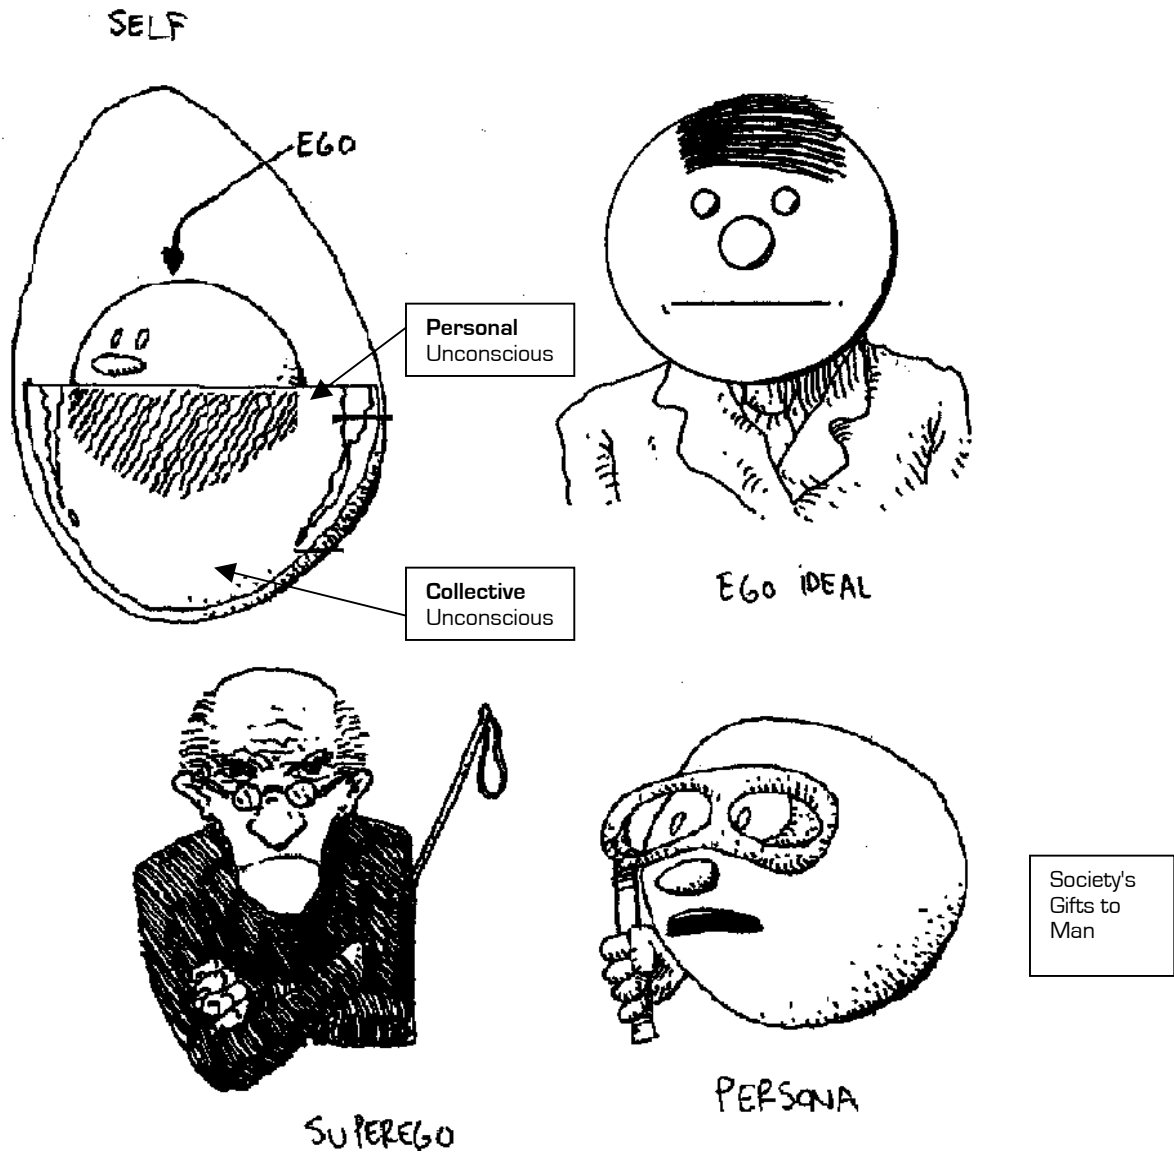 SELF
EGO
Personal
Unconscious
EGO IDEAL
Collective
Unconscious
Society's
Gifts to
Man
PERSONA
SUPEREGO